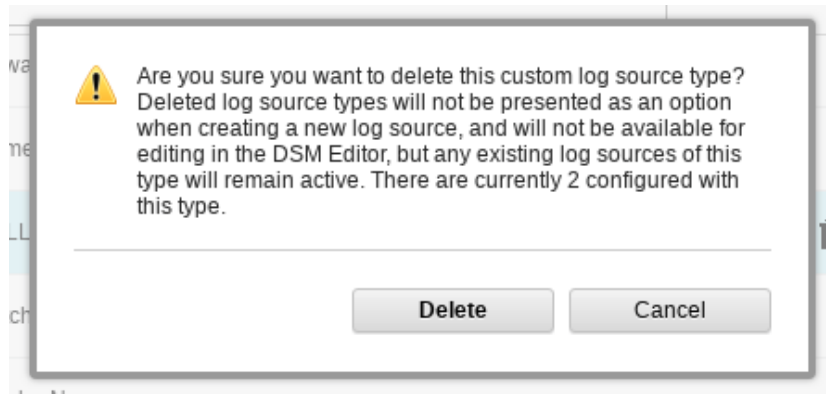 Are you sure you want to delete this custom log source type?
Deleted log source types will not be presented as an option
when creating a new log source, and will not be available for
editing in the DSM Editor, but any existing log sources of this
type will remain active. There are currently 2 configured with
this type.
Delete
Cancel